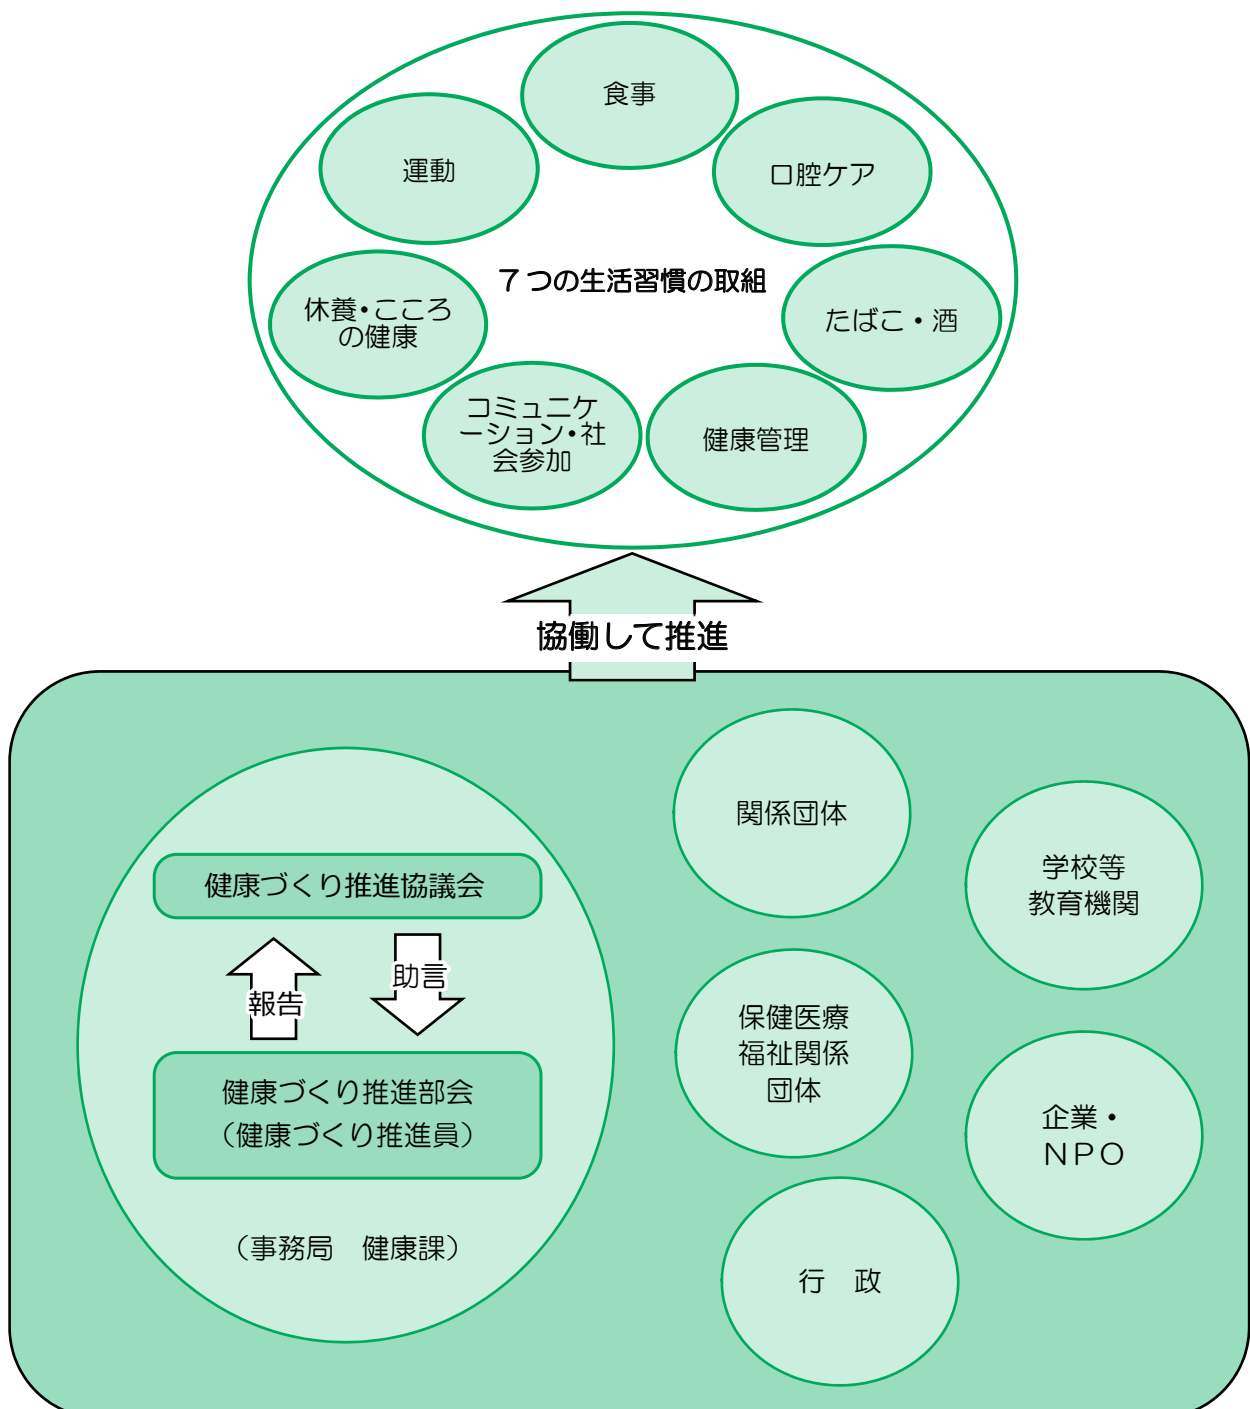 食事
運動
口腔ケア
７つの生活習慣の取組
休養・こころ
の健康
たばこ・酒
コミュニケ
ーション・社
会参加
健康管理
協働して推進
関係団体
学校等
教育機関
健康づくり推進協議会
報告
助言
保健医療
福祉関係
団体
健康づくり推進部会
（健康づくり推進員）
企業・
ＮＰＯ
（事務局　健康課）
行　政